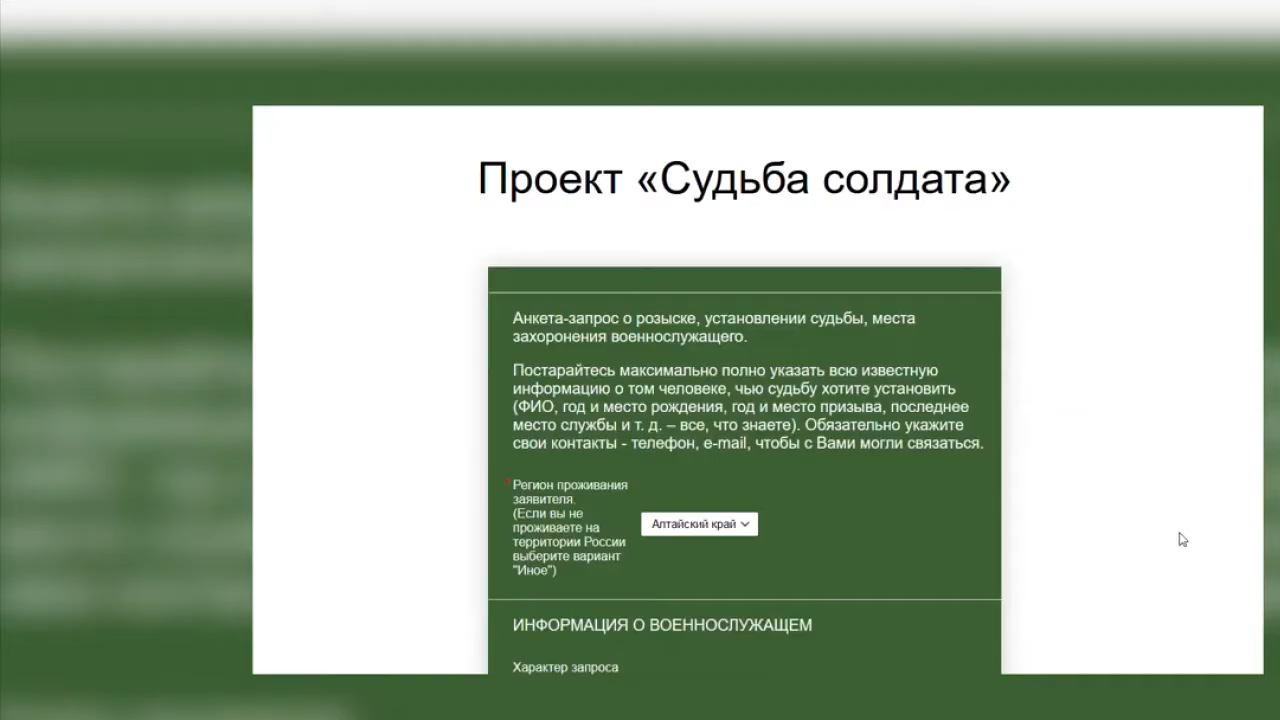 Проект «Судьба солдата»
Анкета-запрос о розыске, установлении судьбы, места
захоронения военнослужащего.
Постарайтесь максимально полно указать всю известную
информацию о том человеке, чью судьбу хотите установить
(ФИО, год и место рождения, год и место призыва, последнее
место службы и т. д. – все, что знаете). Обязательно укажите
свои контакты - телефон, e-mail, чтобы с Вами могли связаться.
* Регион проживания
заявителя.
(Если вы не
проживаете на
территории России
выберите вариант
"Иное")
Алтайский край
ИНФОРМАЦИЯ О ВОЕННОСЛУЖАЩЕМ
Характер запроса